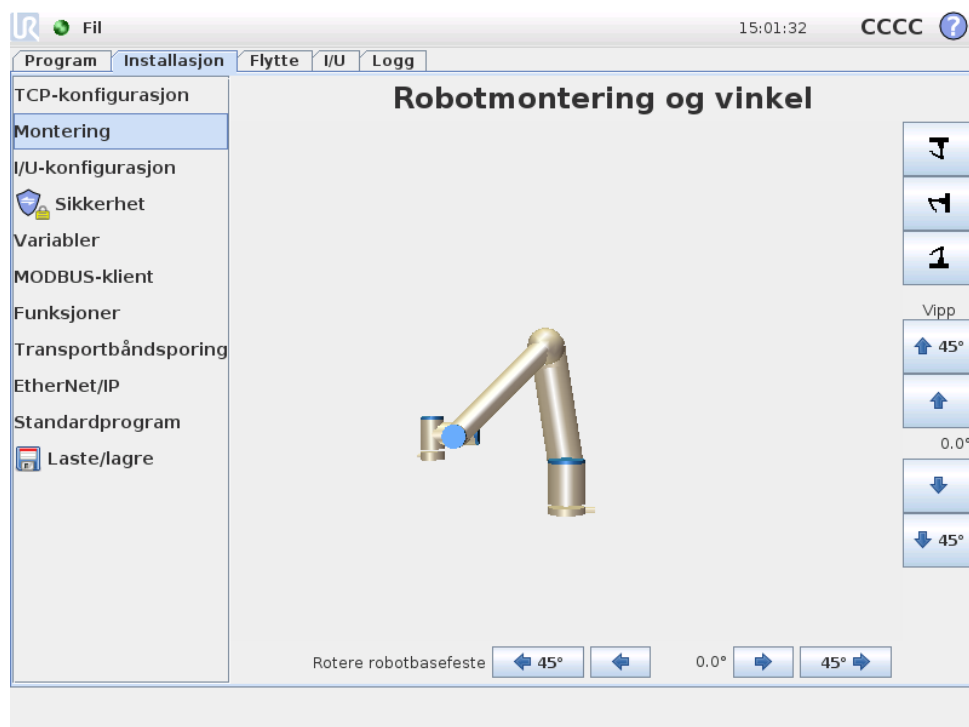 UR Fil 15:01:32 CCCC ?
Program Installasjon Flytte I/U Logg
TCP-konfigurasjon
Montering
I/U-konfigurasjon
Sikkerhet
Variabler
MODBUS-klient
Funksjoner
Transportbåndsporing
EtherNet/IP
Standardprogram
Laste/lagre
Robotmontering og vinkel
Vipp
45°
0.0°
45°
Rotere robotbasefeste 45° 0.0° 45°